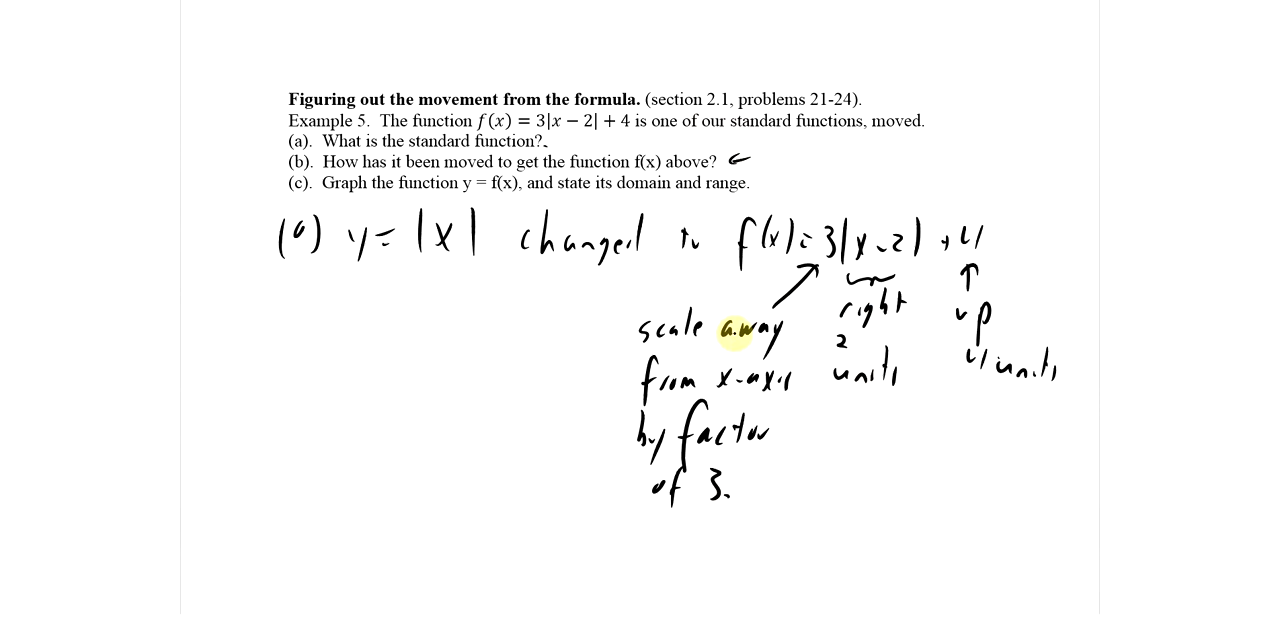 Figuring out the movement from the formula. (section 2.1, problems 21-24).
Example 5. The function f(x) = 3|x − 2| + 4 is one of our standard functions, moved.
(a). What is the standard function?
(b). How has it been moved to get the function f(x) above?
(c). Graph the function y = f(x), and state its domain and range.
(a) y = |x| changed to f(x) = 3|x-2| + 4
scale away
from x-axis
by factor
of 3.
right
2
units
up
4 units